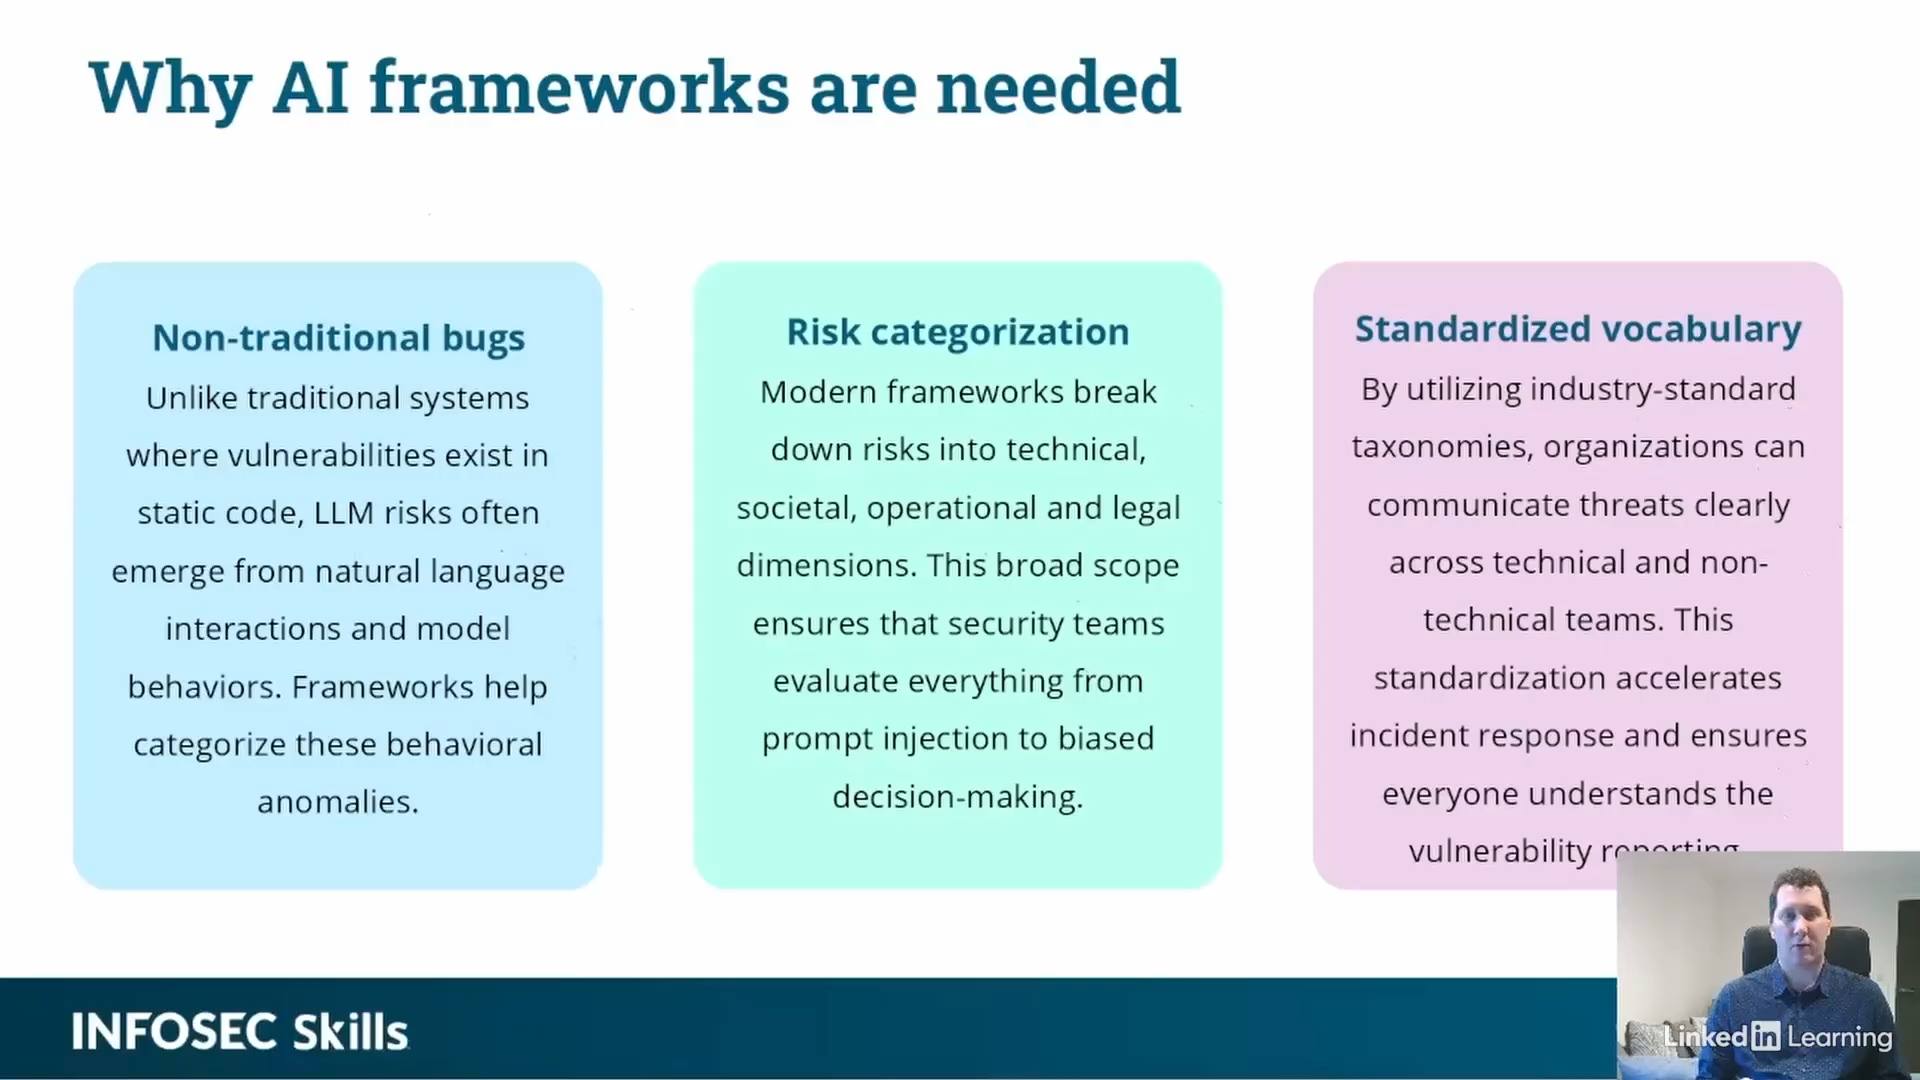 Why AI frameworks are needed
Non-traditional bugs
Unlike traditional systems
where vulnerabilities exist in
static code, LLM risks often
emerge from natural language
interactions and model
behaviors. Frameworks help
categorize these behavioral
anomalies.
Risk categorization
Modern frameworks break
down risks into technical,
societal, operational and legal
dimensions. This broad scope
ensures that security teams
evaluate everything from
prompt injection to biased
decision-making.
Standardized vocabulary
By utilizing industry-standard
taxonomies, organizations can
communicate threats clearly
across technical and non-
technical teams. This
standardization accelerates
incident response and ensures
everyone understands the
vulnerability reporting
INFOSEC Skills
LinkedIn Learning